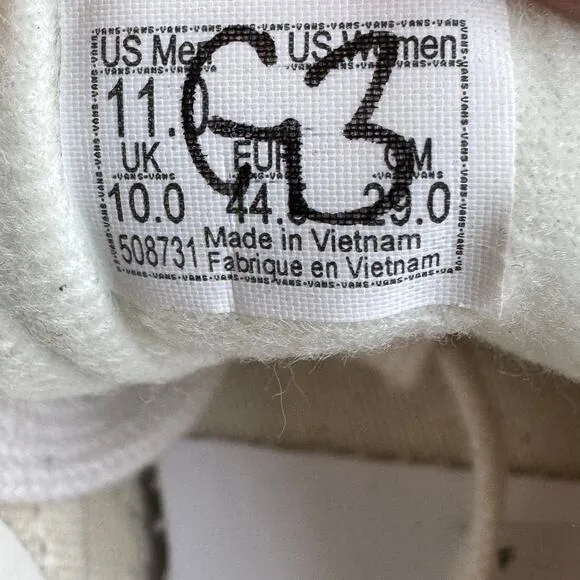 US Men US Women
11.0
UK EUR CM
10.0 44.5 29.0
508731 Made in Vietnam
Fabrique en Vietnam